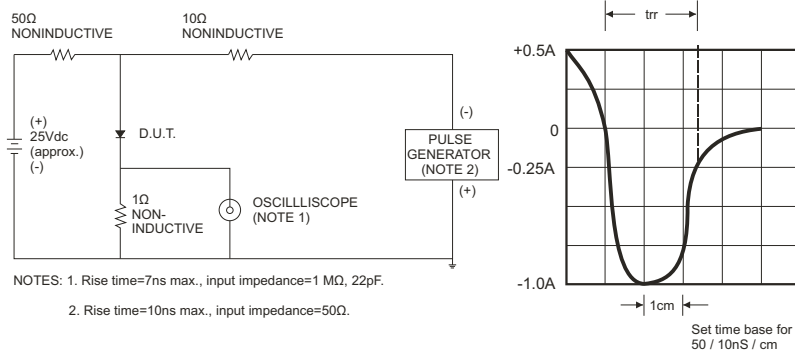 50Ω
NONINDUCTIVE
10Ω
NONINDUCTIVE
(+)
25Vdc
(approx.)
(-)
D.U.T.
1Ω
NON-
INDUCTIVE
OSCILLLISCOPE
(NOTE 1)
(-)
PULSE
GENERATOR
(NOTE 2)
(+)
NOTES: 1. Rise time=7ns max., input impedance=1 MΩ, 22pF.
2. Rise time=10ns max., input impedance=50Ω.
trr
+0.5A
0
-0.25A
-1.0A
1cm
Set time base for
50 / 10nS / cm